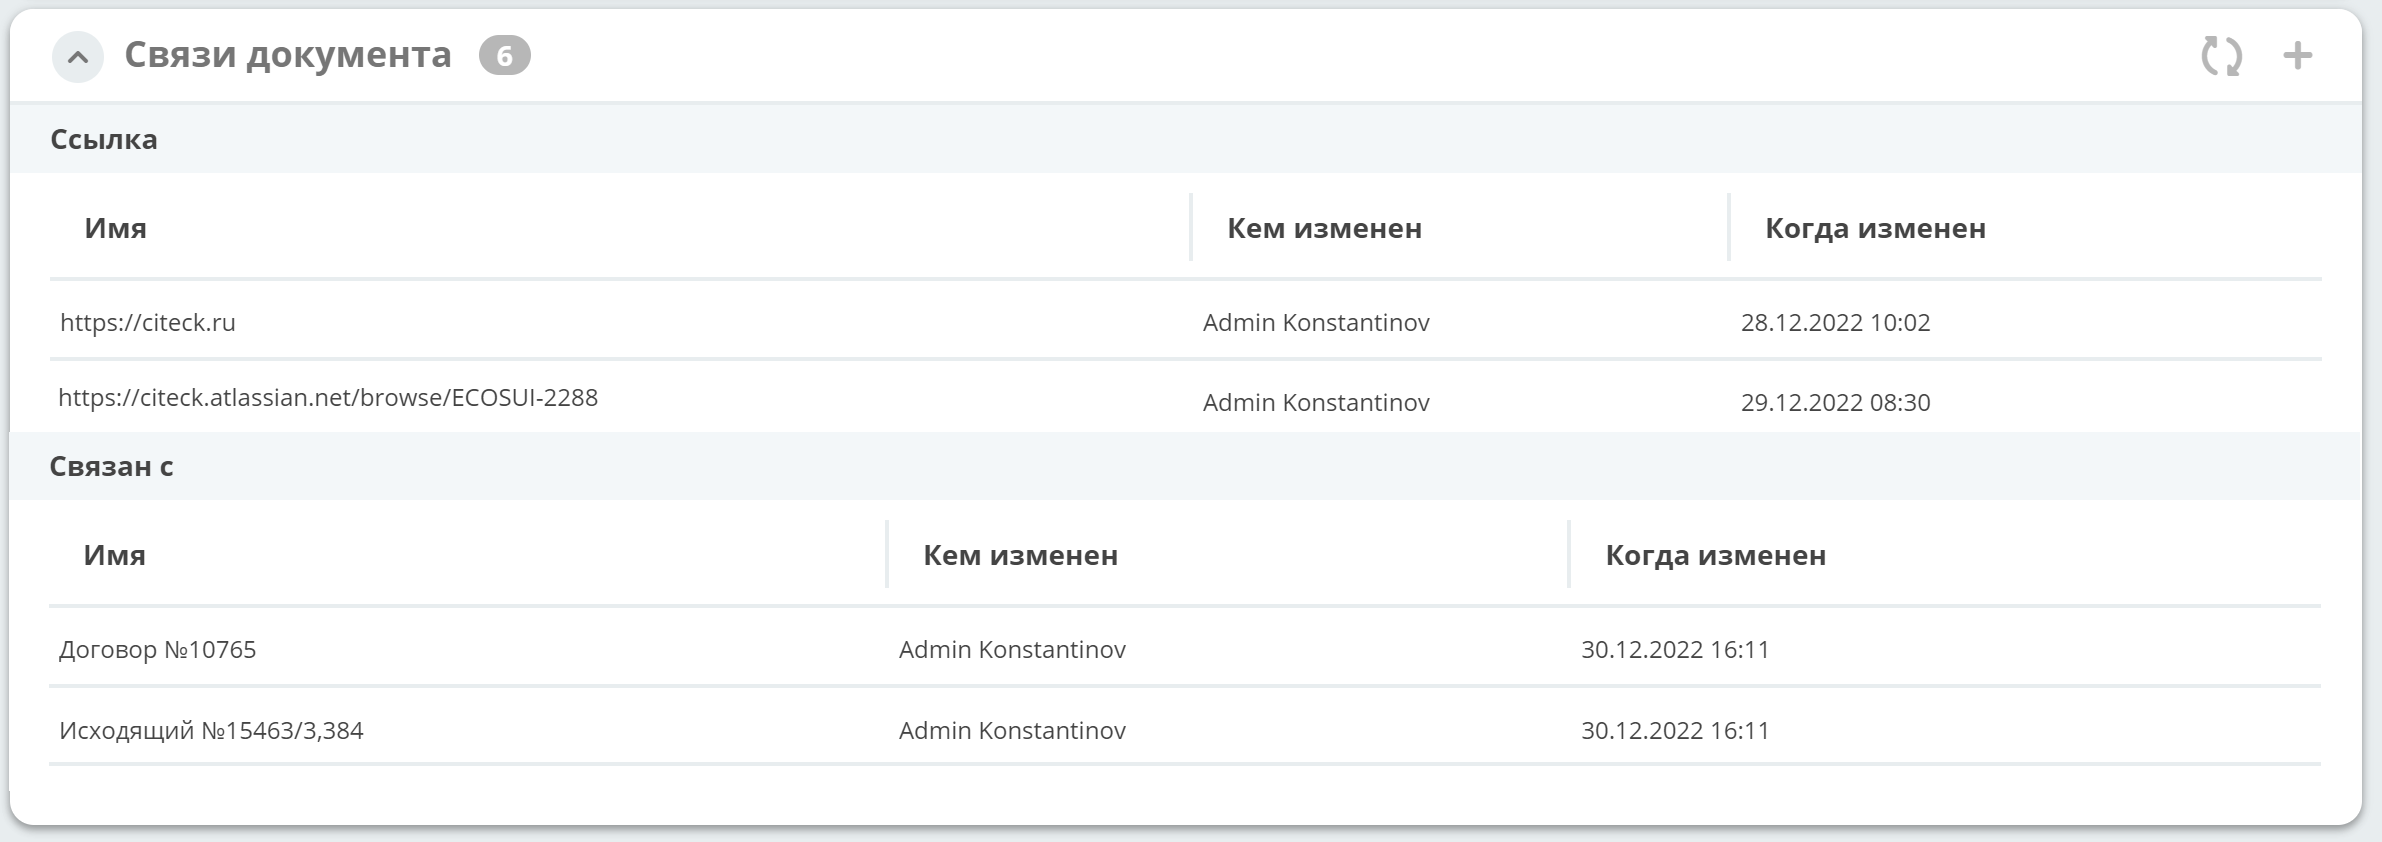 Связи документа 6
Ссылка
Имя Кем изменен Когда изменен
https://citeck.ru Admin Konstantinov 28.12.2022 10:02
https://citeck.atlassian.net/browse/ECOSUI-2288 Admin Konstantinov 29.12.2022 08:30
Связан с
Имя Кем изменен Когда изменен
Договор №10765 Admin Konstantinov 30.12.2022 16:11
Исходящий №15463/3,384 Admin Konstantinov 30.12.2022 16:11